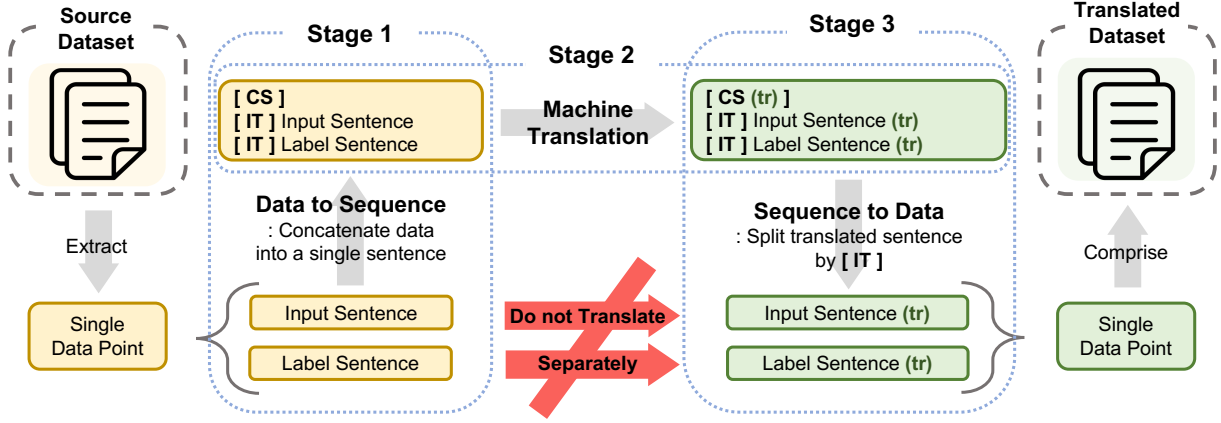 Source
Dataset
Extract
Single
Data Point
Stage 1
[ CS ]
[ IT ] Input Sentence
[ IT ] Label Sentence
Data to Sequence
: Concatenate data
into a single sentence
Input Sentence
Label Sentence
Stage 2
Machine
Translation
Do not Translate
Separately
Stage 3
[ CS (tr) ]
[ IT ] Input Sentence (tr)
[ IT ] Label Sentence (tr)
Sequence to Data
: Split translated sentence
by [ IT ]
Input Sentence (tr)
Label Sentence (tr)
Translated
Dataset
Comprise
Single
Data Point